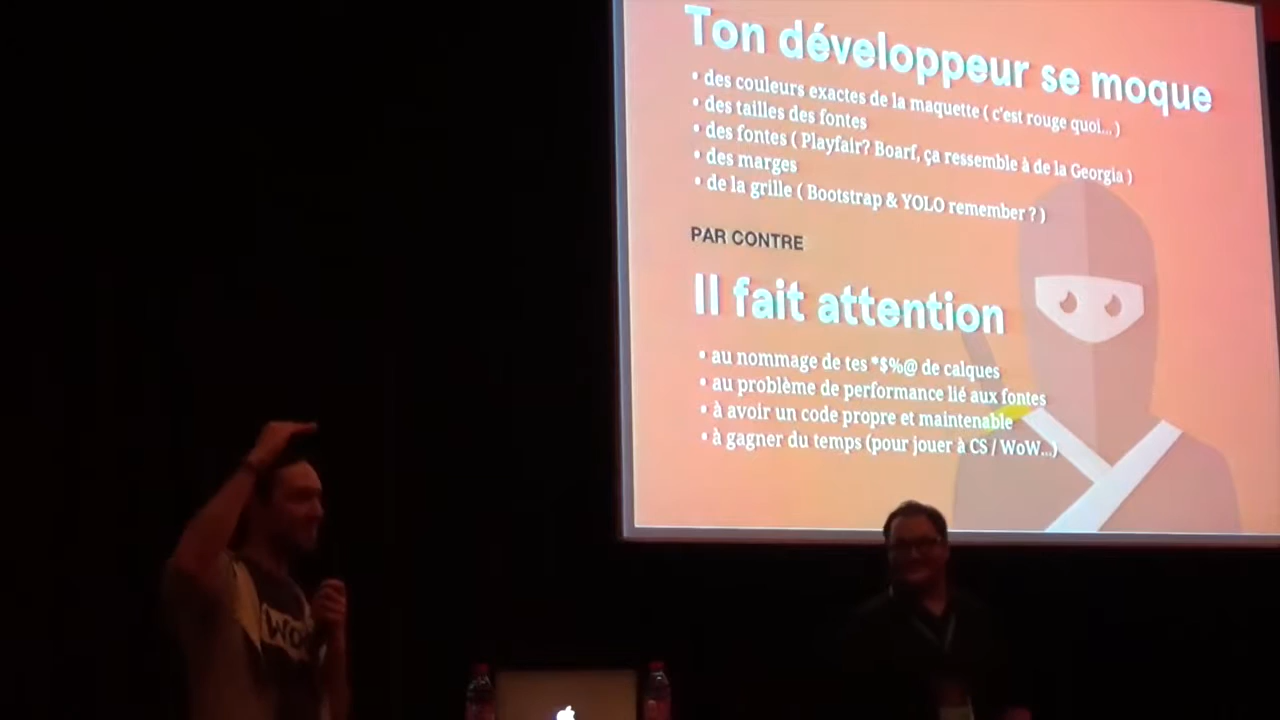 Ton développeur se moque
• des couleurs exactes de la maquette ( c'est rouge quoi... )
• des tailles des fontes
• des fontes ( Playfair? Boarf, ça ressemble à de la Georgia )
• des marges
• de la grille ( Bootstrap & YOLO remember ? )
PAR CONTRE
Il fait attention
• au nommage de tes *$%@ de calques
• au problème de performance lié aux fontes
• à avoir un code propre et maintenable
• à gagner du temps (pour jouer à CS / WoW...)